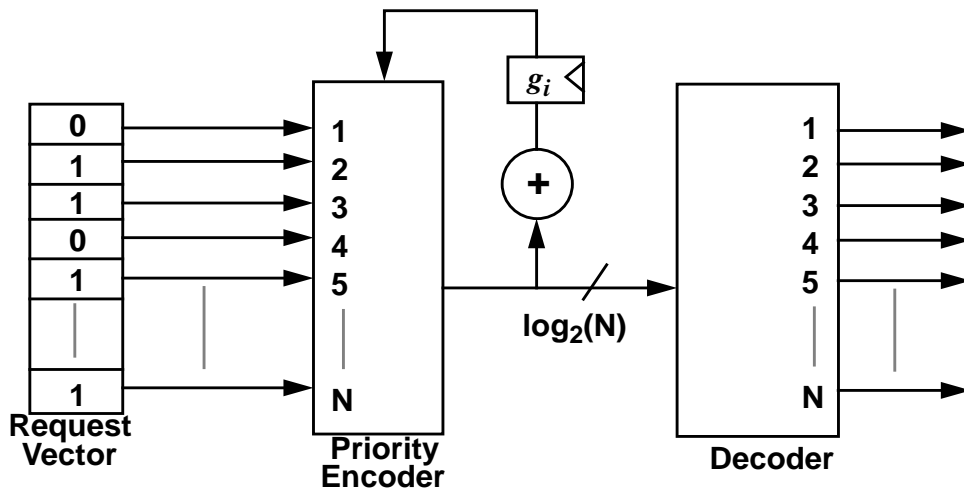 g_i
0
1
1
0
1
1
1
2
3
4
5
N
+
log₂(N)
1
2
3
4
5
N
Request
Vector
Priority
Encoder
Decoder